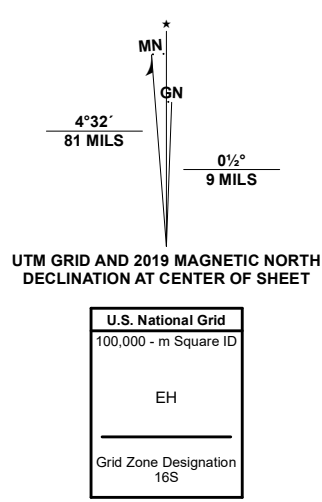 MN
GN
4°32´
81 MILS
0½°
9 MILS
UTM GRID AND 2019 MAGNETIC NORTH
DECLINATION AT CENTER OF SHEET
U.S. National Grid
100,000 - m Square ID
EH
Grid Zone Designation
16S